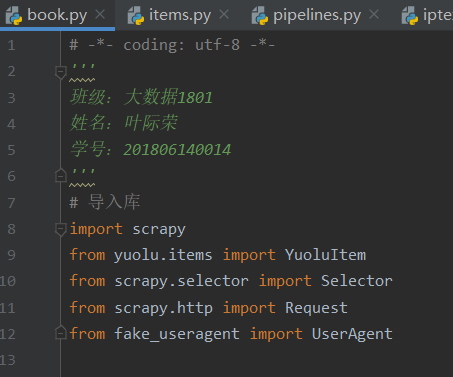 book.py × items.py × pipelines.py × ipte
1 # -*- coding: utf-8 -*-
2 '''
3 班级：大数据1801
4 姓名：叶际荣
5 学号：201806140014
6 '''
7 # 导入库
8 import scrapy
9 from yuolu.items import YuoluItem
10 from scrapy.selector import Selector
11 from scrapy.http import Request
12 from fake_useragent import UserAgent
13